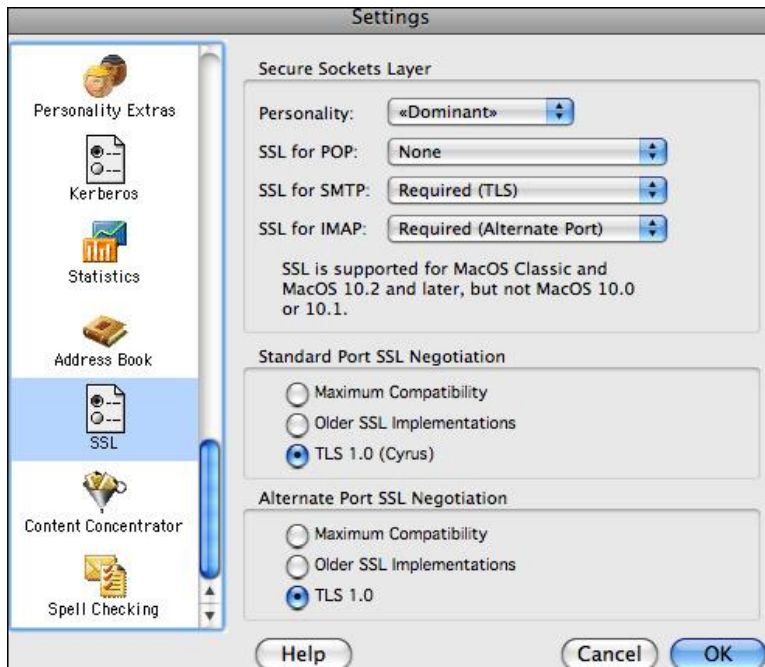 Settings
Personality Extras
Kerberos
Statistics
Address Book
SSL
Content Concentrator
Spell Checking
Secure Sockets Layer
Personality: «Dominant»
SSL for POP: None
SSL for SMTP: Required (TLS)
SSL for IMAP: Required (Alternate Port)
SSL is supported for MacOS Classic and
MacOS 10.2 and later, but not MacOS 10.0
or 10.1.
Standard Port SSL Negotiation
Maximum Compatibility
Older SSL Implementations
TLS 1.0 (Cyrus)
Alternate Port SSL Negotiation
Maximum Compatibility
Older SSL Implementations
TLS 1.0
Help Cancel OK